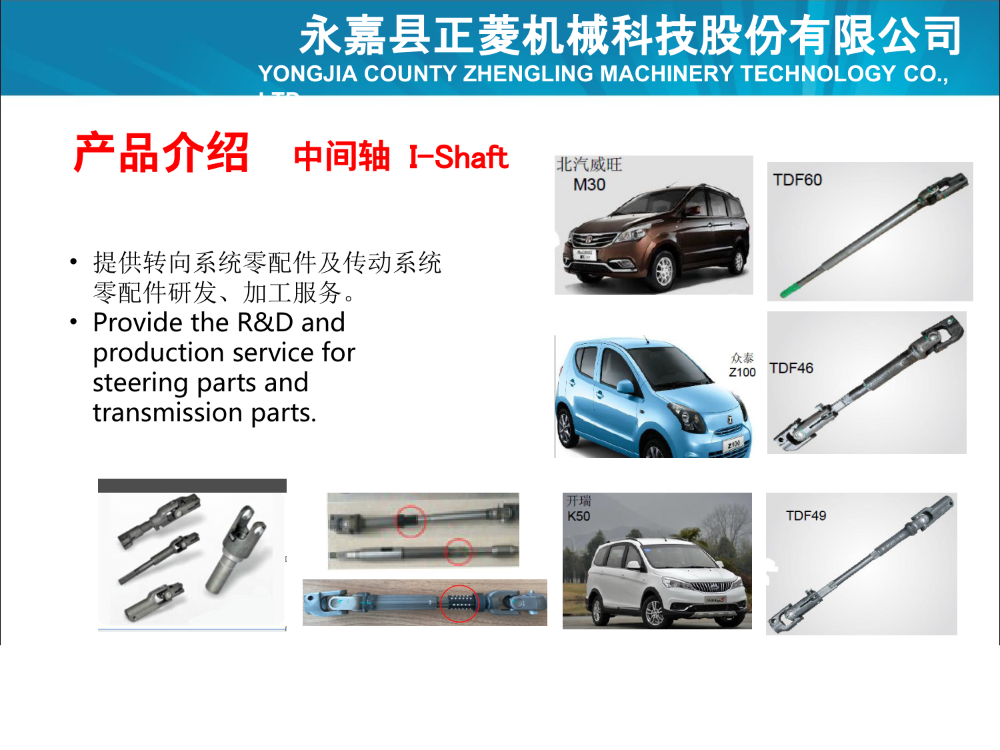 永嘉县正菱机械科技股份有限公司
YONGJIA COUNTY ZHENGLING MACHINERY TECHNOLOGY CO.,
LTD
产品介绍 中间轴 I-Shaft
北汽威旺
M30
TDF60
• 提供转向系统零配件及传动系统
零配件研发、加工服务。
• Provide the R&D and
production service for
steering parts and
transmission parts.
众泰
Z100
TDF46
Z100
开瑞
K50
TDF49